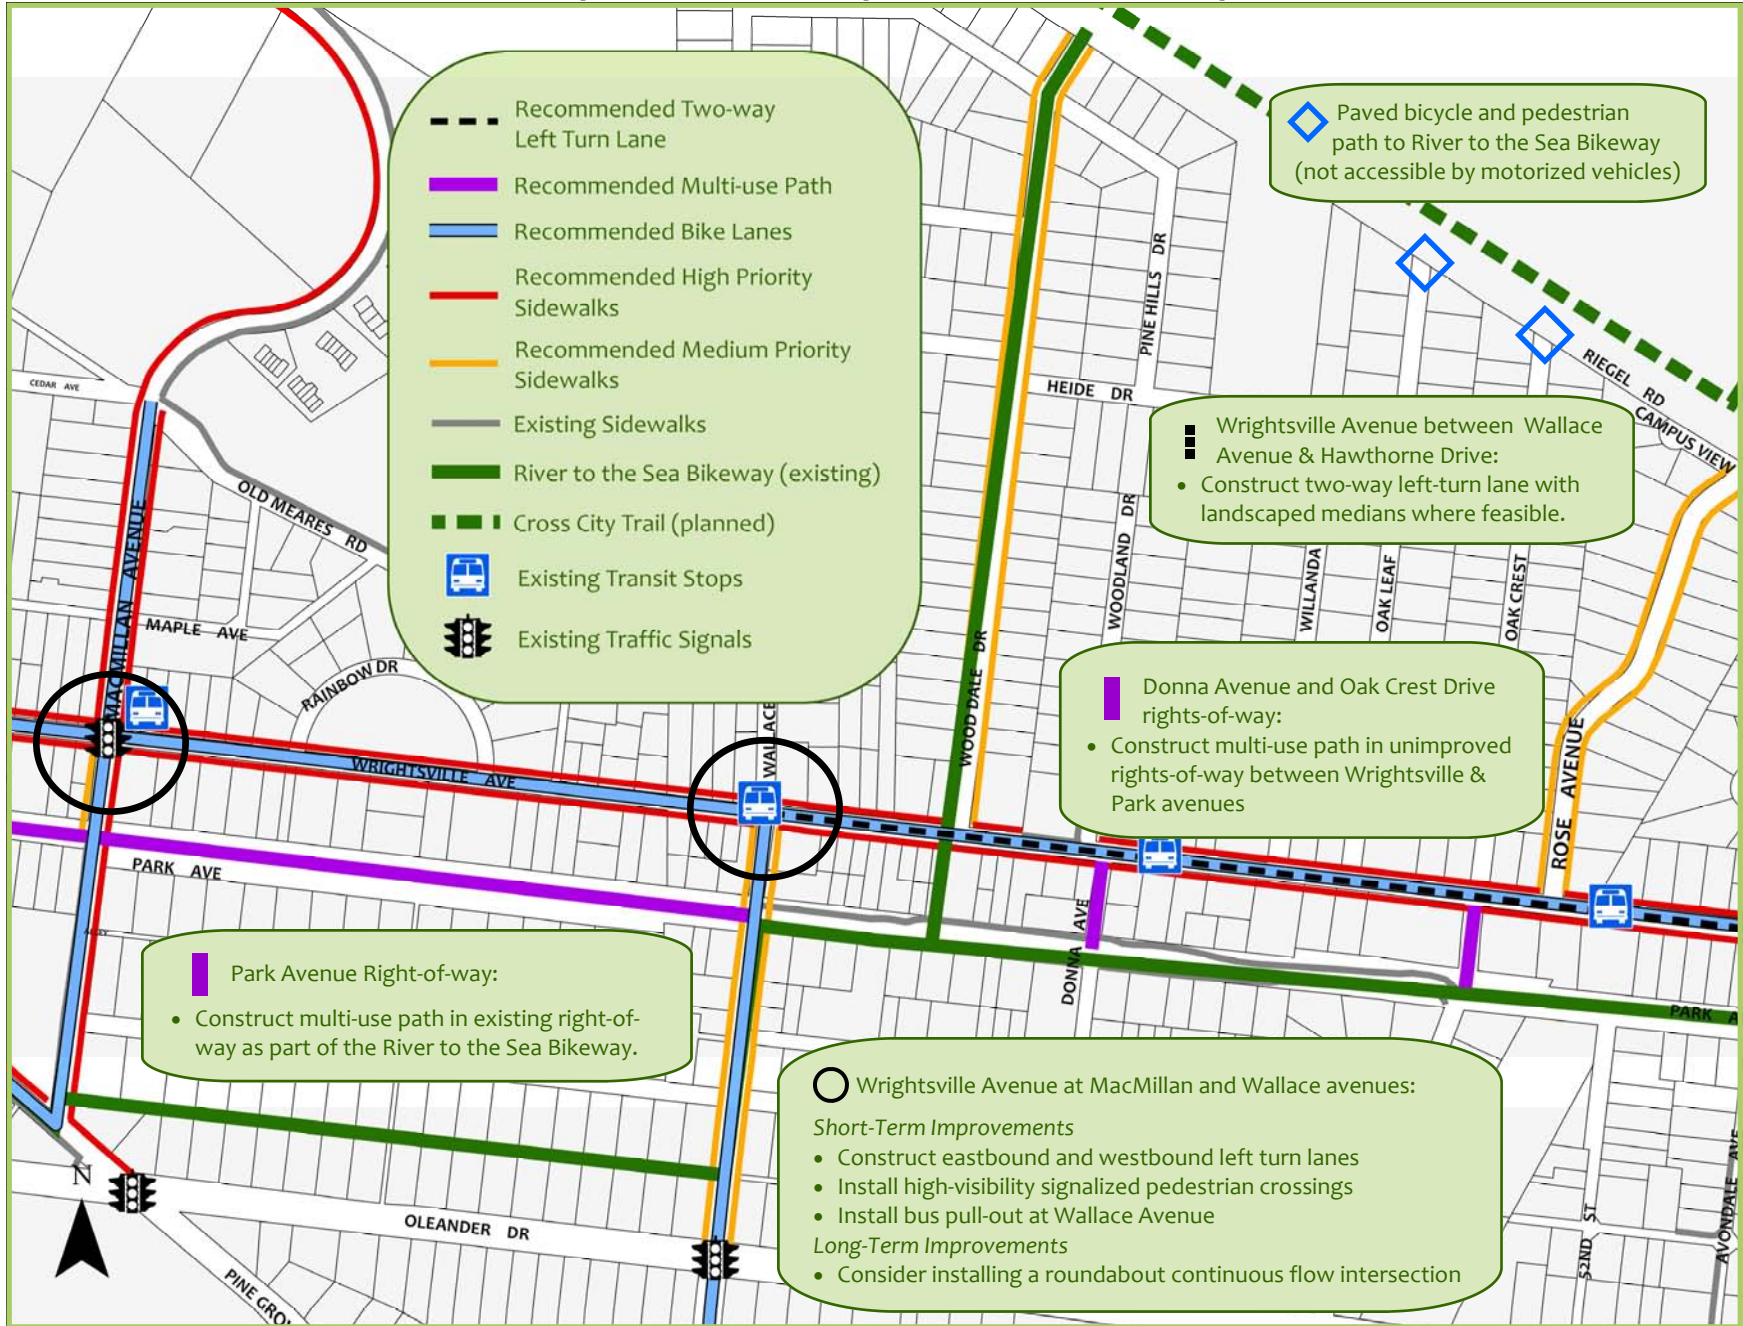 Recommended Two-way
Left Turn Lane
Recommended Multi-use Path
Recommended Bike Lanes
Recommended High Priority
Sidewalks
Recommended Medium Priority
Sidewalks
Existing Sidewalks
River to the Sea Bikeway (existing)
Cross City Trail (planned)
Existing Transit Stops
Existing Traffic Signals
Paved bicycle and pedestrian
path to River to the Sea Bikeway
(not accessible by motorized vehicles)
Wrightsville Avenue between Wallace
Avenue & Hawthorne Drive:
• Construct two-way left-turn lane with
landscaped medians where feasible.
Donna Avenue and Oak Crest Drive
rights-of-way:
• Construct multi-use path in unimproved
rights-of-way between Wrightsville &
Park avenues
Park Avenue Right-of-way:
• Construct multi-use path in existing right-of-
way as part of the River to the Sea Bikeway.
Wrightsville Avenue at MacMillan and Wallace avenues:
Short-Term Improvements
• Construct eastbound and westbound left turn lanes
• Install high-visibility signalized pedestrian crossings
• Install bus pull-out at Wallace Avenue
Long-Term Improvements
• Consider installing a roundabout continuous flow intersection
CEDAR AVE
OLD MEARES RD
MACMILLAN AVENUE
MAPLE AVE
RAINBOW DR
WRIGHTSVILLE AVE
WALLACE
PARK AVE
WOOD DALE DR
PINE HILLS DR
HEIDE DR
WOODLAND DR
WILLANDA
OAK LEAF
OAK CREST
RIEGEL RD
CAMPUS VIEW
ROSE AVENUE
DONNA AVE
PARK A
OLEANDER DR
PINE GRO
52ND ST
AVONDALE AVE
N